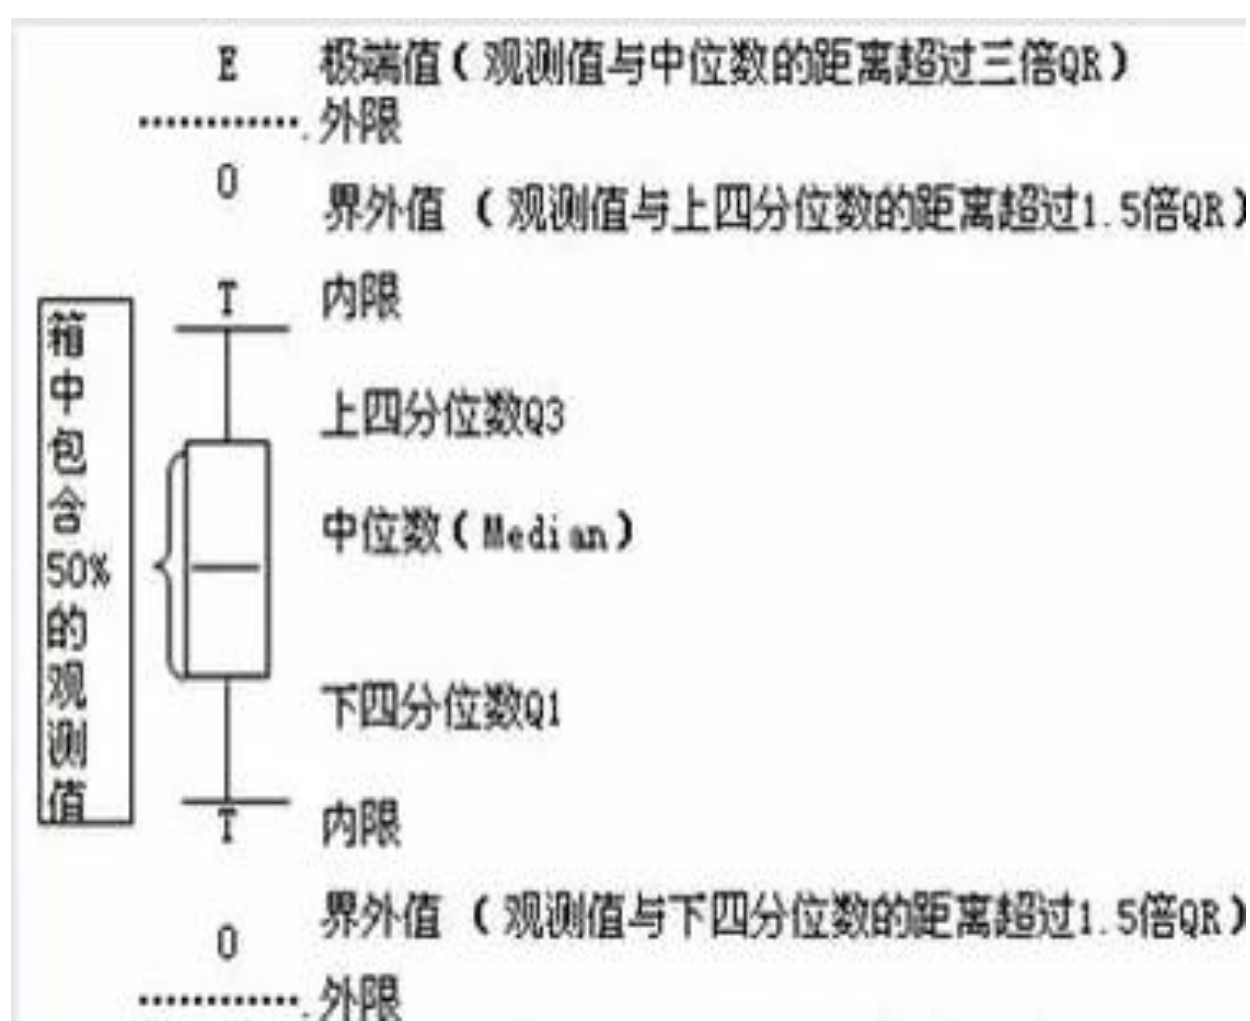 E 极端值(观测值与中位数的距离超过三倍QR)
外限
O
界外值 (观测值与上四分位数的距离超过1.5倍QR)
T 内限
箱中包含50%的观测值
上四分位数Q3
中位数(Median)
下四分位数Q1
T 内限
界外值 (观测值与下四分位数的距离超过1.5倍QR)
O
外限